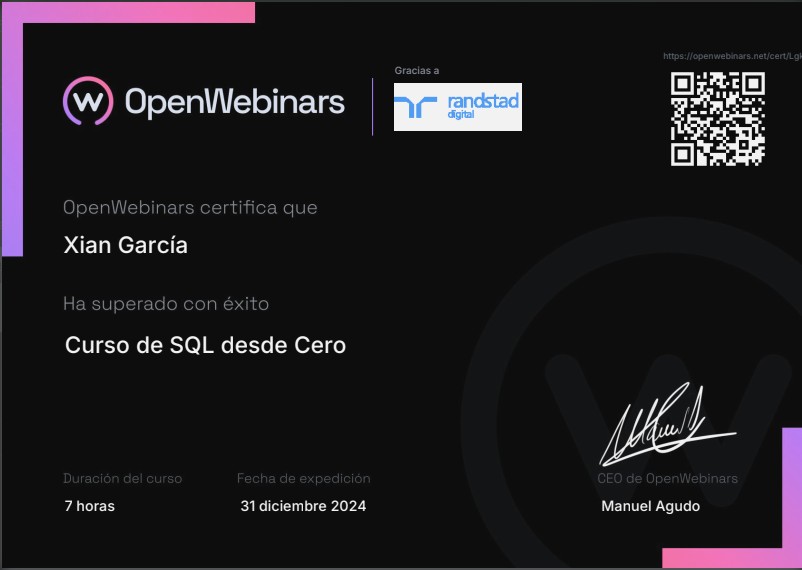 Gracias a
https://openwebinars.net/cert/Lgk
OpenWebinars
randstad
digital
OpenWebinars certifica que
Xian García
Ha superado con éxito
Curso de SQL desde Cero
Duración del curso
Fecha de expedición
CEO de OpenWebinars
7 horas
31 diciembre 2024
Manuel Agudo